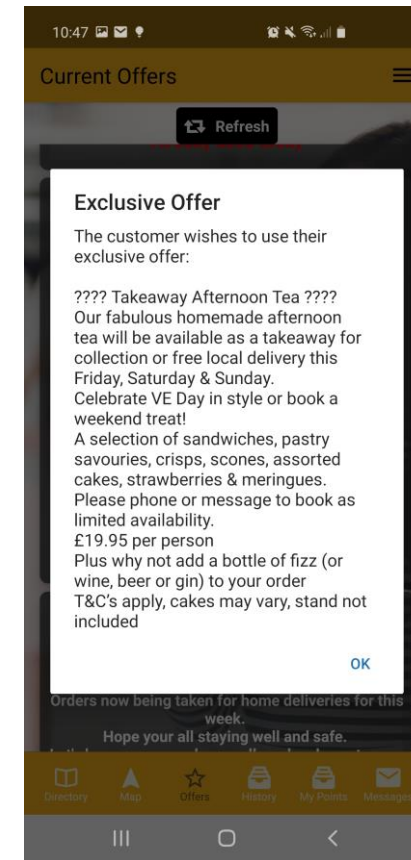 10:47
Current Offers
Refresh
Exclusive Offer
The customer wishes to use their
exclusive offer:
???? Takeaway Afternoon Tea ????
Our fabulous homemade afternoon
tea will be available as a takeaway for
collection or free local delivery this
Friday, Saturday & Sunday.
Celebrate VE Day in style or book a
weekend treat!
A selection of sandwiches, pastry
savouries, crisps, scones, assorted
cakes, strawberries & meringues.
Please phone or message to book as
limited availability.
£19.95 per person
Plus why not add a bottle of fizz (or
wine, beer or gin) to your order
T&C's apply, cakes may vary, stand not
included
OK
Orders now being taken for home deliveries for this
week.
Hope your all staying well and safe.
Directory Map Offers History My Points Messages